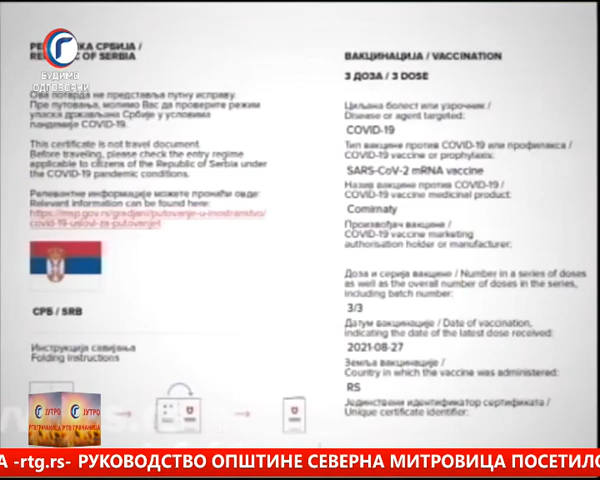 РЕПУБЛИКА СРБИЈА /
REPUBLIC OF SERBIA
БУДИМО
ОДГОВОРНИ
Ова потврда не представља путну исправу.
Пре путовања, молимо Вас да проверите режим
уласка држављана Србије у условима
пандемије COVID-19.
This certificate is not travel document.
Before traveling, please check the entry regime
applicable to citizens of the Republic of Serbia under
the COVID-19 pandemic conditions.
Релевантне информације можете пронаћи овде:
Relevant information can be found here:
https://msp.gov.rs/gradjani/putovanje-u-inostranstvo/
covid-19-uslovi-za-putovanjet
СРБ / SRB
Инструкција савијања
Folding instructions
ВАКЦИНАЦИЈА / VACCINATION
3 ДОЗА / 3 DOSE
Циљана болест или узрочник /
Disease or agent targeted:
COVID-19
Тип вакцине против COVID-19 или профилакса /
COVID-19 vaccine or prophylaxis:
SARS-CoV-2 mRNA vaccine
Назив вакцине против COVID-19 /
COVID-19 vaccine medicinal product:
Comirnaty
Произвођач вакцине /
COVID-19 vaccine marketing
authorisation holder or manufacturer:
Доза и серија вакцине / Number in a series of doses
as well as the overall number of doses in the series,
including batch number:
3/3
Датум вакцинације / Date of vaccination,
indicating the date of the latest dose received:
2021-08-27
Земља вакцинације /
Country in which the vaccine was administered:
RS
Јединствени идентификатор сертификата /
Unique certificate identifier:
ЈУТРО
РТВ ГРАЧАНИЦА
ЈУТРО
РТВ ГРАЧАНИЦА
А -rtg.rs- РУКОВОДСТВО ОПШТИНЕ СЕВЕРНА МИТРОВИЦА ПОСЕТИЛО